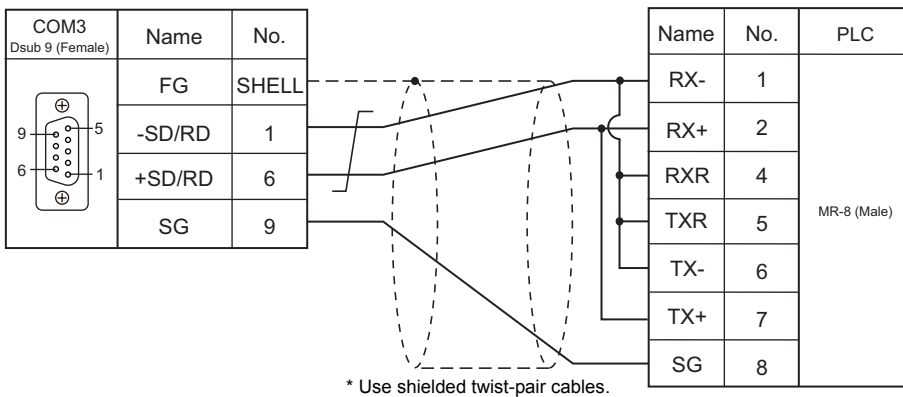 COM3
Dsub 9 (Female)
Name No.
FG SHELL
-SD/RD 1
+SD/RD 6
SG 9
9 5
6 1
Name No. PLC
RX- 1
RX+ 2
RXR 4
TXR 5
TX- 6
TX+ 7
SG 8
MR-8 (Male)
* Use shielded twist-pair cables.